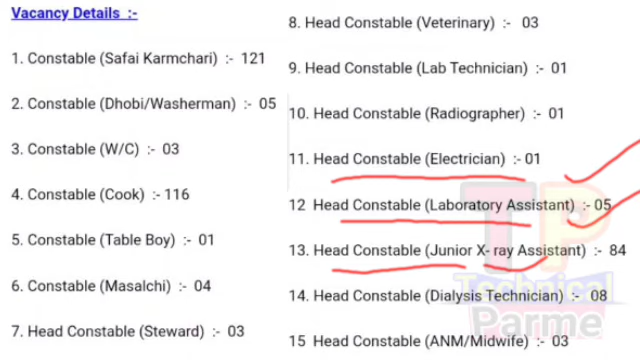 Vacancy Details :-
1. Constable (Safai Karmchari) :- 121
2. Constable (Dhobi/Washerman) :- 05
3. Constable (W/C) :- 03
4. Constable (Cook) :- 116
5. Constable (Table Boy) :- 01
6. Constable (Masalchi) :- 04
7. Head Constable (Steward) :- 03
8. Head Constable (Veterinary) :- 03
9. Head Constable (Lab Technician) :- 01
10. Head Constable (Radiographer) :- 01
11. Head Constable (Electrician) :- 01
12 Head Constable (Laboratory Assistant) :- 05
13. Head Constable (Junior X- ray Assistant) :- 84
14. Head Constable (Dialysis Technician) :- 08
15 Head Constable (ANM/Midwife) :- 03
TP
Technical
Parme